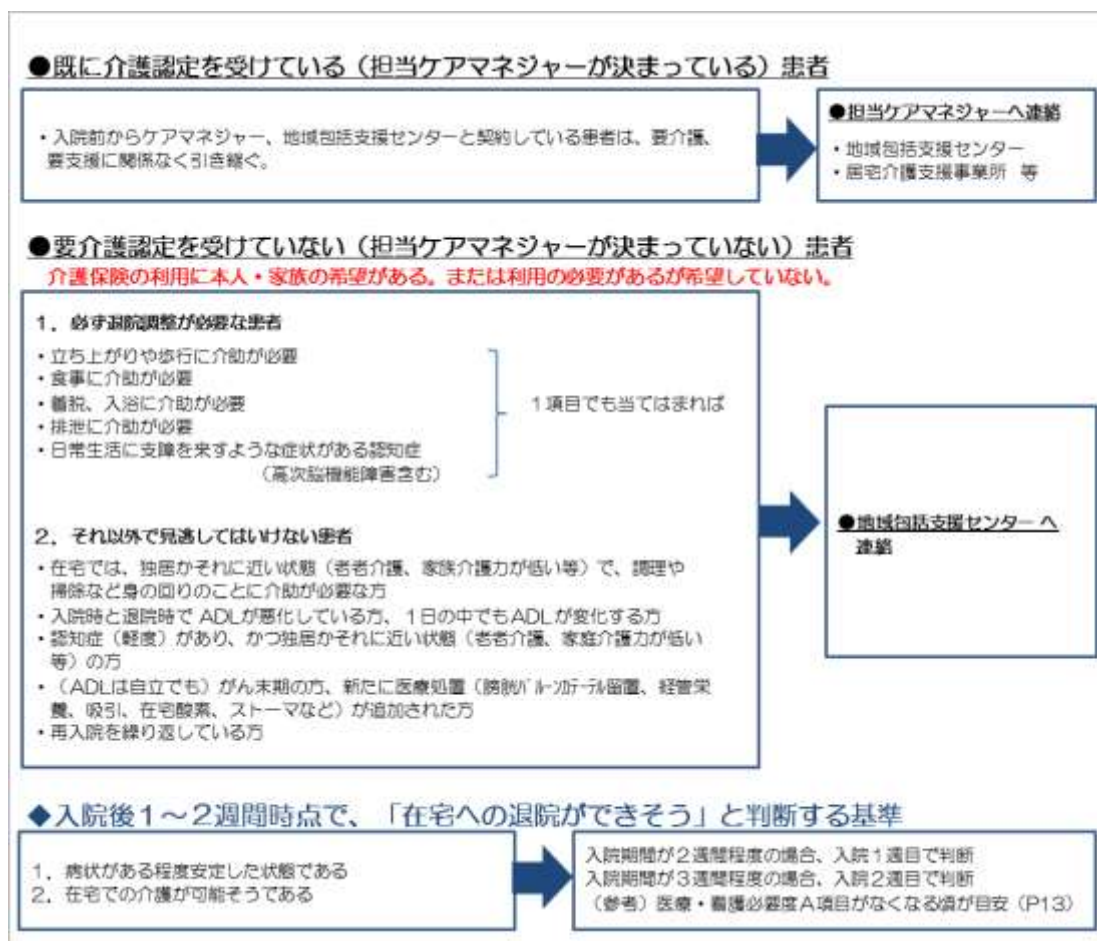 ●既に介護認定を受けている（担当ケアマネジャーが決まっている）患者
・入院前からケアマネジャー、地域包括支援センターと契約している患者は、要介護、
要支援に関係なく引き継ぐ。
●担当ケアマネジャーへ連絡
・地域包括支援センター
・居宅介護支援事業所　等
●要介護認定を受けていない（担当ケアマネジャーが決まっていない）患者
介護保険の利用に本人・家族の希望がある。または利用の必要があるが希望していない。
１．必ず退院調整が必要な患者
・立ち上がりや歩行に介助が必要
・食事に介助が必要
・着脱、入浴に介助が必要
・排泄に介助が必要
・日常生活に支障を来すような症状がある認知症
（高次脳機能障害含む）
１項目でも当てはまれば
２．それ以外で見逃してはいけない患者
・在宅では、独居かそれに近い状態（老老介護、家族介護力が低い等）で、調理や
掃除など身の回りのことに介助が必要な方
・入院時と退院時で ADLが悪化している方、１日の中でもADLが変化する方
・認知症（軽度）があり、かつ独居かそれに近い状態（老老介護、家庭介護力が低い
等）の方
・（ADLは自立でも）がん末期の方、新たに医療処置（膀胱ﾊﾞﾙｰﾝｶﾃｰﾃﾙ留置、経管栄
養、吸引、在宅酸素、ストーマなど）が追加された方
・再入院を繰り返している方
●地域包括支援センター へ
連絡
◆入院後１～２週間時点で、「在宅への退院ができそう」と判断する基準
１．病状がある程度安定した状態である
２．在宅での介護が可能そうである
入院期間が２週間程度の場合、入院１週目で判断
入院期間が３週間程度の場合、入院２週目で判断
（参考）医療・看護必要度Ａ項目がなくなる頃が目安（P13）